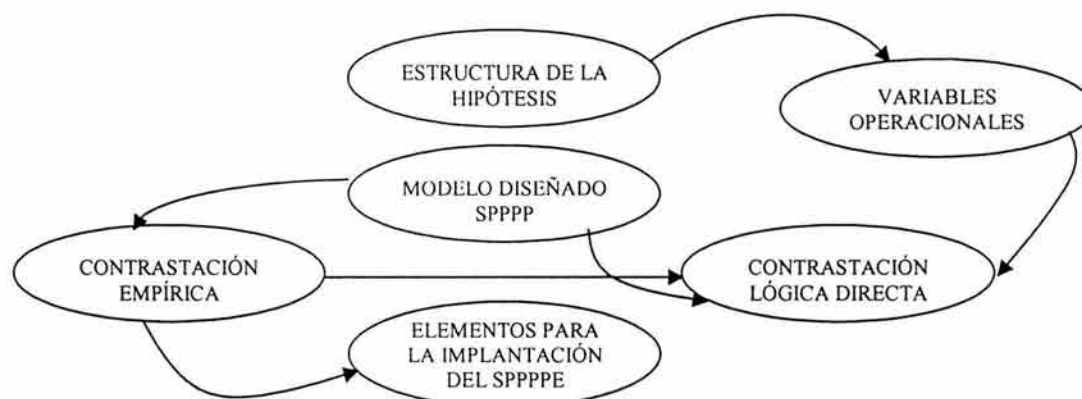 ESTRUCTURA DE LA
HIPÓTESIS
VARIABLES
OPERACIONALES
MODELO DISEÑADO
SPPPP
CONTRASTACIÓN
EMPÍRICA
CONTRASTACIÓN
LÓGICA DIRECTA
ELEMENTOS PARA
LA IMPLANTACIÓN
DEL SPPPPE